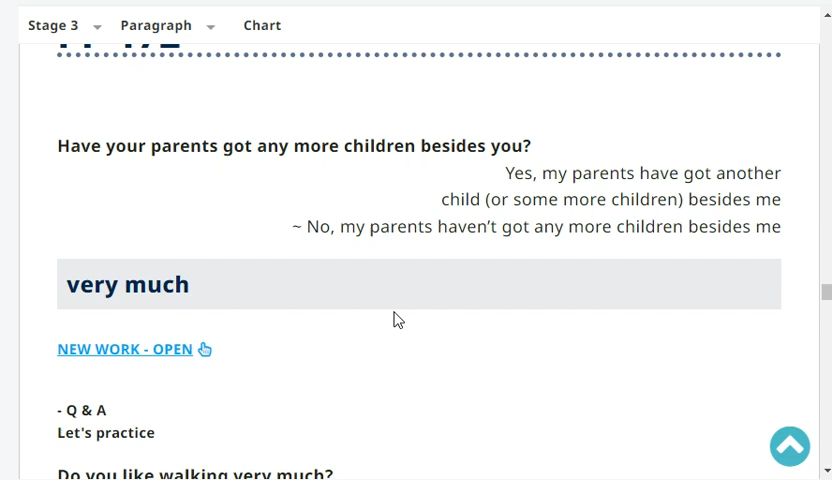 Stage 3 Paragraph Chart
Have your parents got any more children besides you?
Yes, my parents have got another
child (or some more children) besides me
~ No, my parents haven’t got any more children besides me
very much
NEW WORK - OPEN
- Q & A
Let's practice
Do you like walking very much?